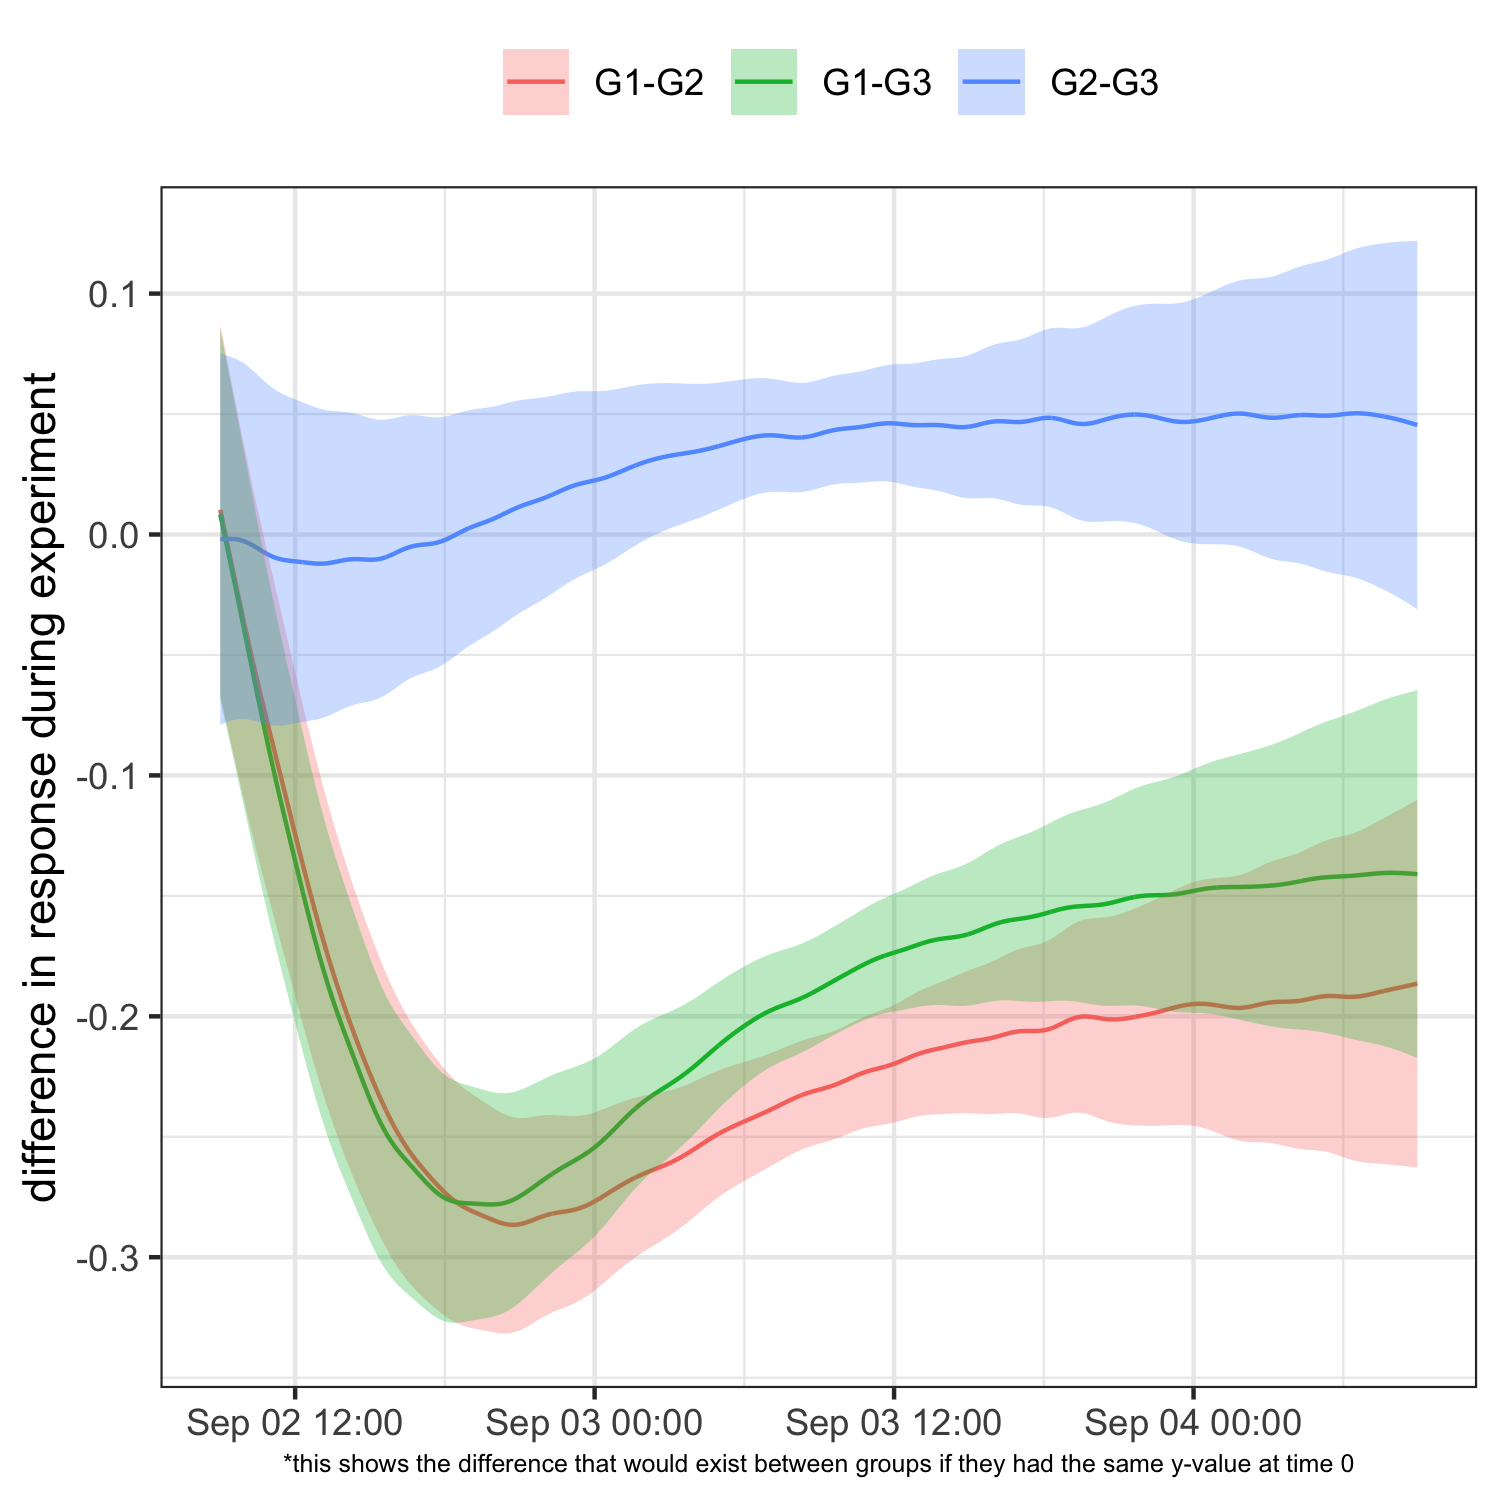 G1-G2 G1-G3 G2-G3
difference in response during experiment
0.1
0.0
-0.1
-0.2
-0.3
Sep 02 12:00 Sep 03 00:00 Sep 03 12:00 Sep 04 00:00
*this shows the difference that would exist between groups if they had the same y-value at time 0